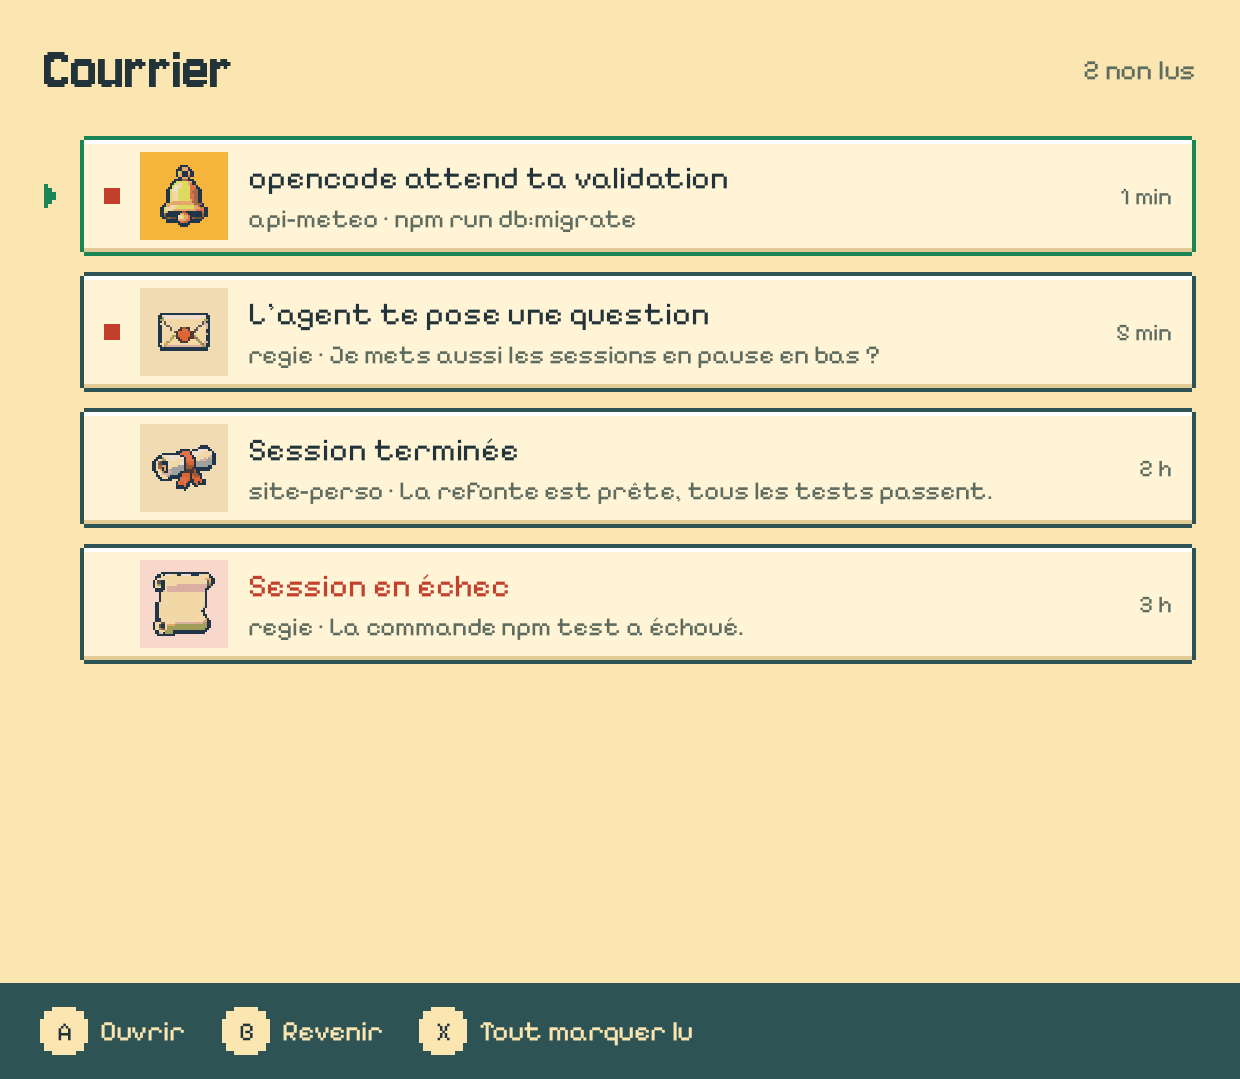 Courrier
2 non lus
opencode attend ta validation
1 min
api-meteo · npm run db:migrate
L'agent te pose une question
9 min
regie · Je mets aussi les sessions en pause en bas ?
Session terminée
2 h
site-perso · La refonte est prête, tous les tests passent.
Session en échec
3 h
regie · La commande npm test a échoué.
A Ouvrir
B Revenir
X Tout marquer lu